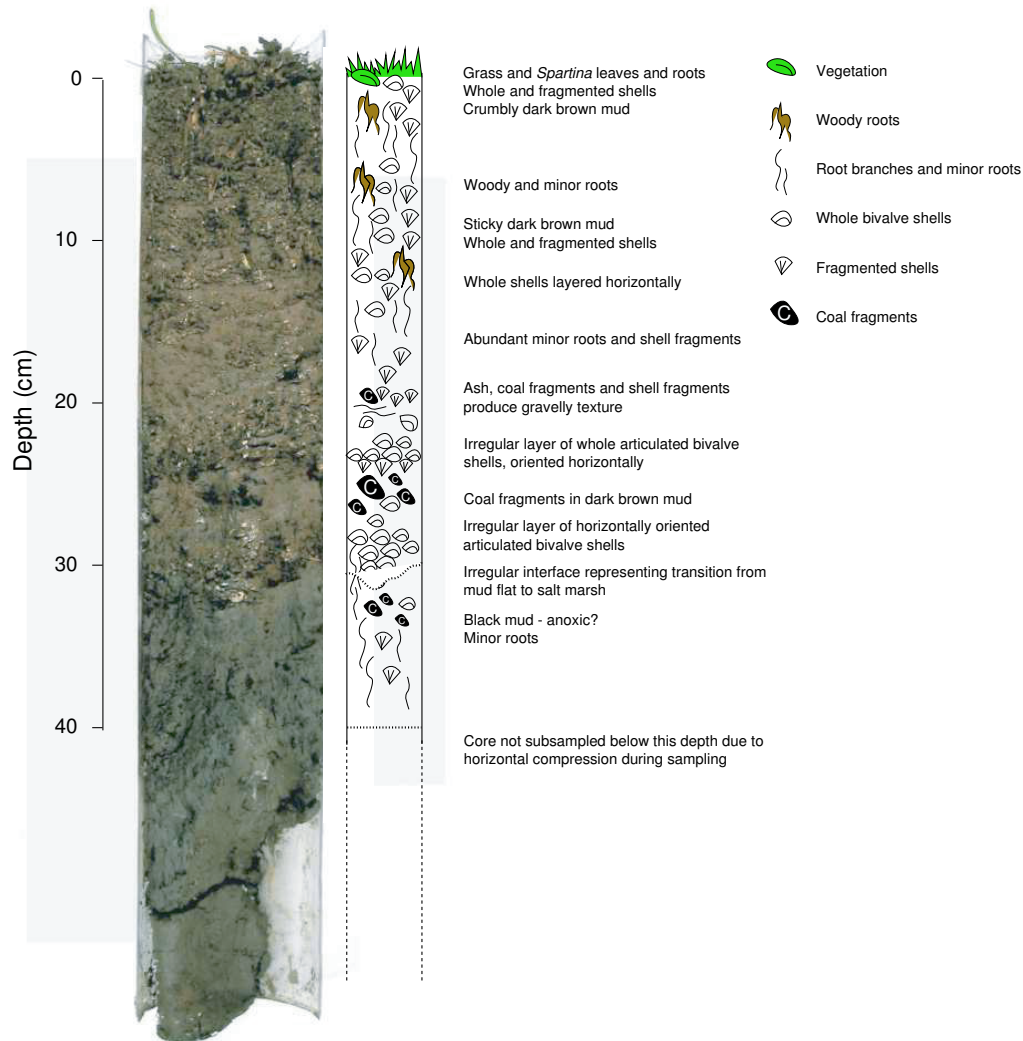 0
10
20
30
40
Depth (cm)
Grass and Spartina leaves and roots
Whole and fragmented shells
Crumbly dark brown mud
Woody and minor roots
Sticky dark brown mud
Whole and fragmented shells
Whole shells layered horizontally
Abundant minor roots and shell fragments
Ash, coal fragments and shell fragments
produce gravelly texture
Irregular layer of whole articulated bivalve
shells, oriented horizontally
Coal fragments in dark brown mud
Irregular layer of horizontally oriented
articulated bivalve shells
Irregular interface representing transition from
mud flat to salt marsh
Black mud - anoxic?
Minor roots
Core not subsampled below this depth due to
horizontal compression during sampling
C
C
C
C
C
C
C
C
Vegetation
Woody roots
Root branches and minor roots
Whole bivalve shells
Fragmented shells
C
Coal fragments